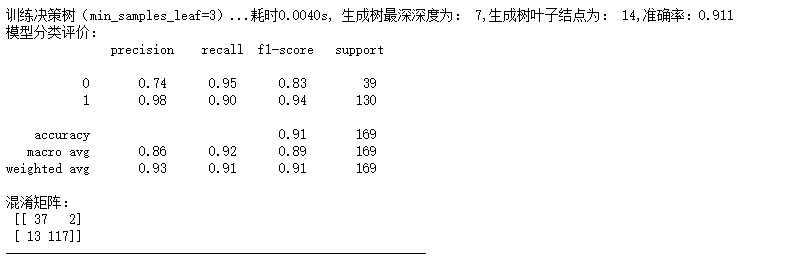 训练决策树（min_samples_leaf=3）...耗时0.0040s, 生成树最深深度为： 7,生成树叶子结点为： 14,准确率：0.911
模型分类评价：
precision    recall  f1-score   support
0       0.74      0.95      0.83        39
1       0.98      0.90      0.94       130
accuracy                           0.91       169
macro avg       0.86      0.92      0.89       169
weighted avg       0.93      0.91      0.91       169
混淆矩阵：
[[ 37   2]
[ 13 117]]